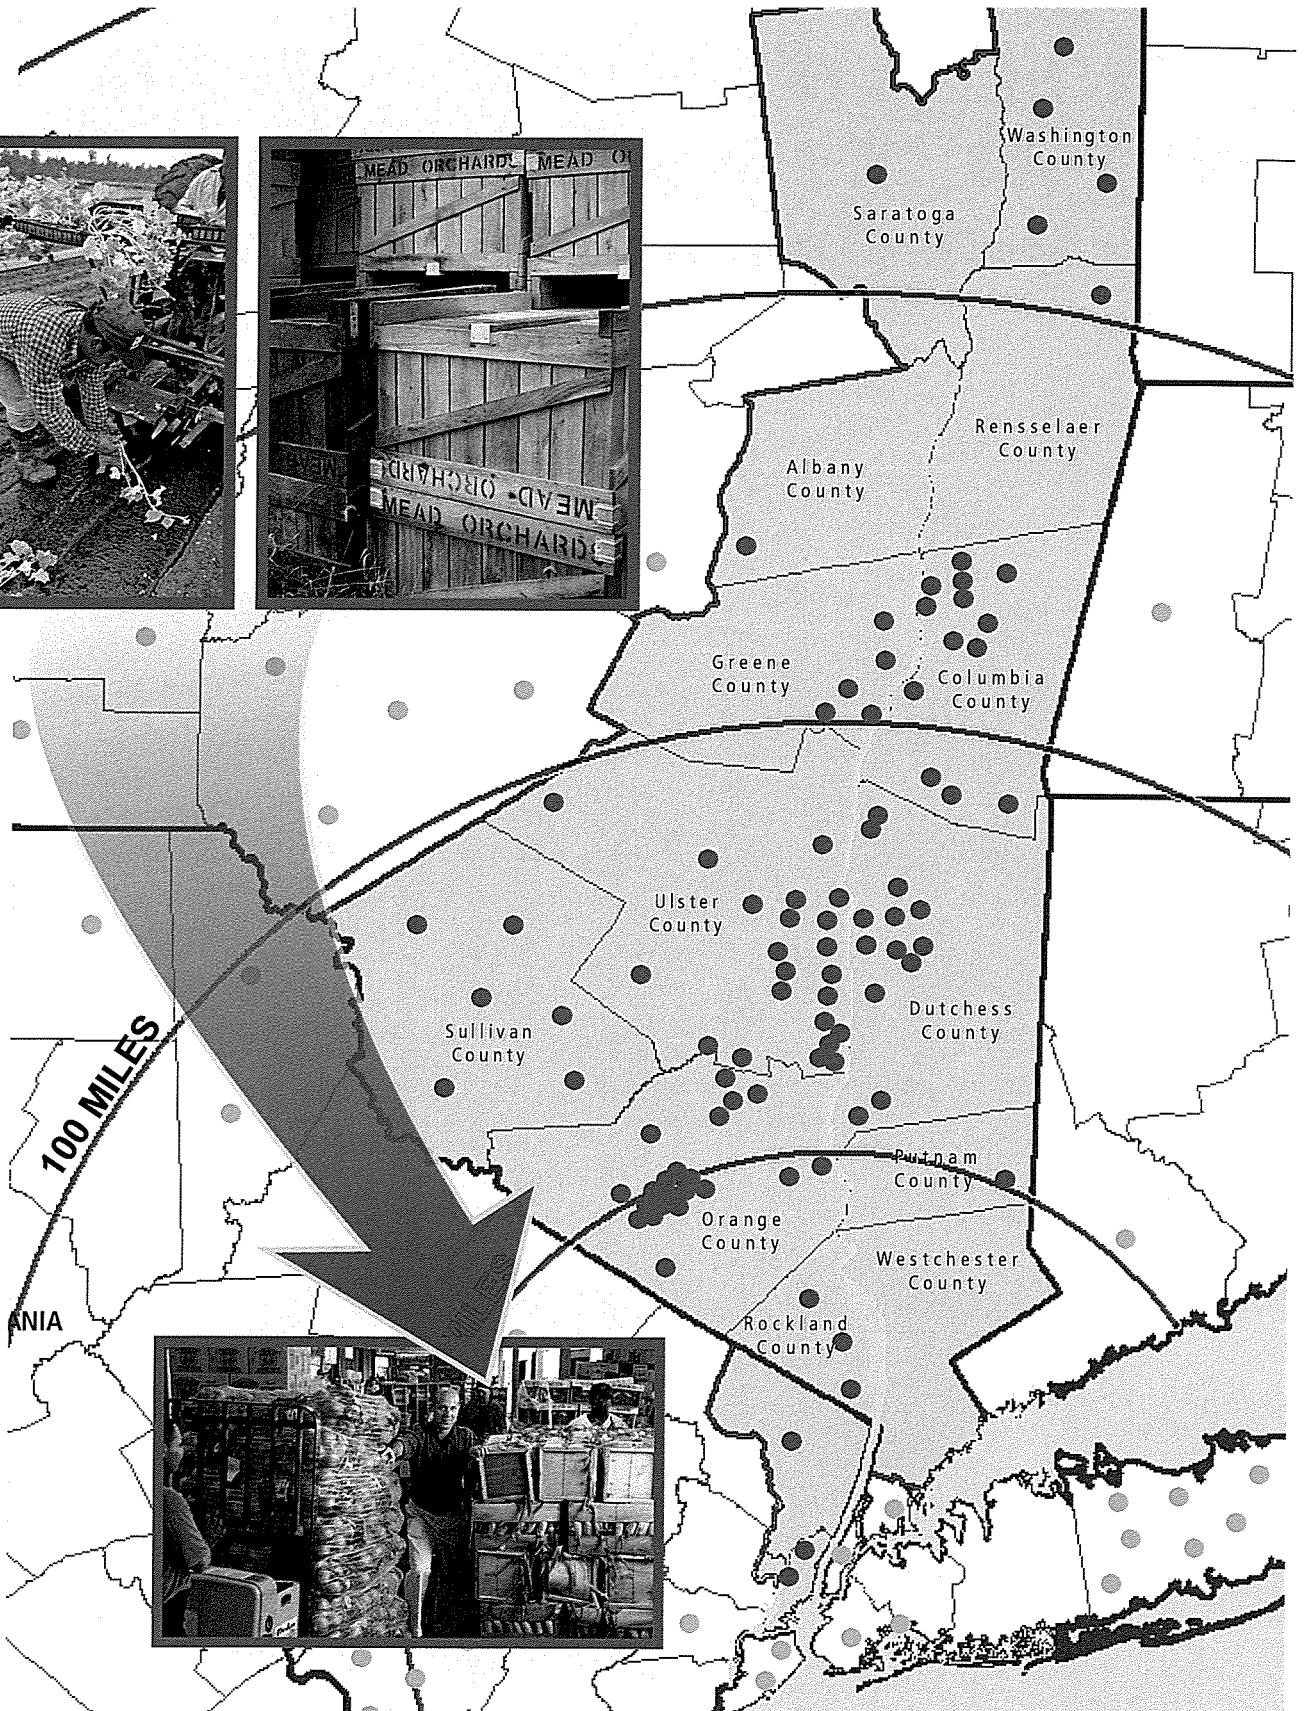 Washington
County
MEAD ORCHARDS
MEAD O
Saratoga
County
Rensselaer
County
Albany
County
MEAD ORCHARDS
MEAD
MEAD ORCHARDS
Greene
County
Columbia
County
Ulster
County
Dutchess
County
Sullivan
County
100 MILES
Putnam
County
Orange
County
Westchester
County
ANIA
Rockland
County